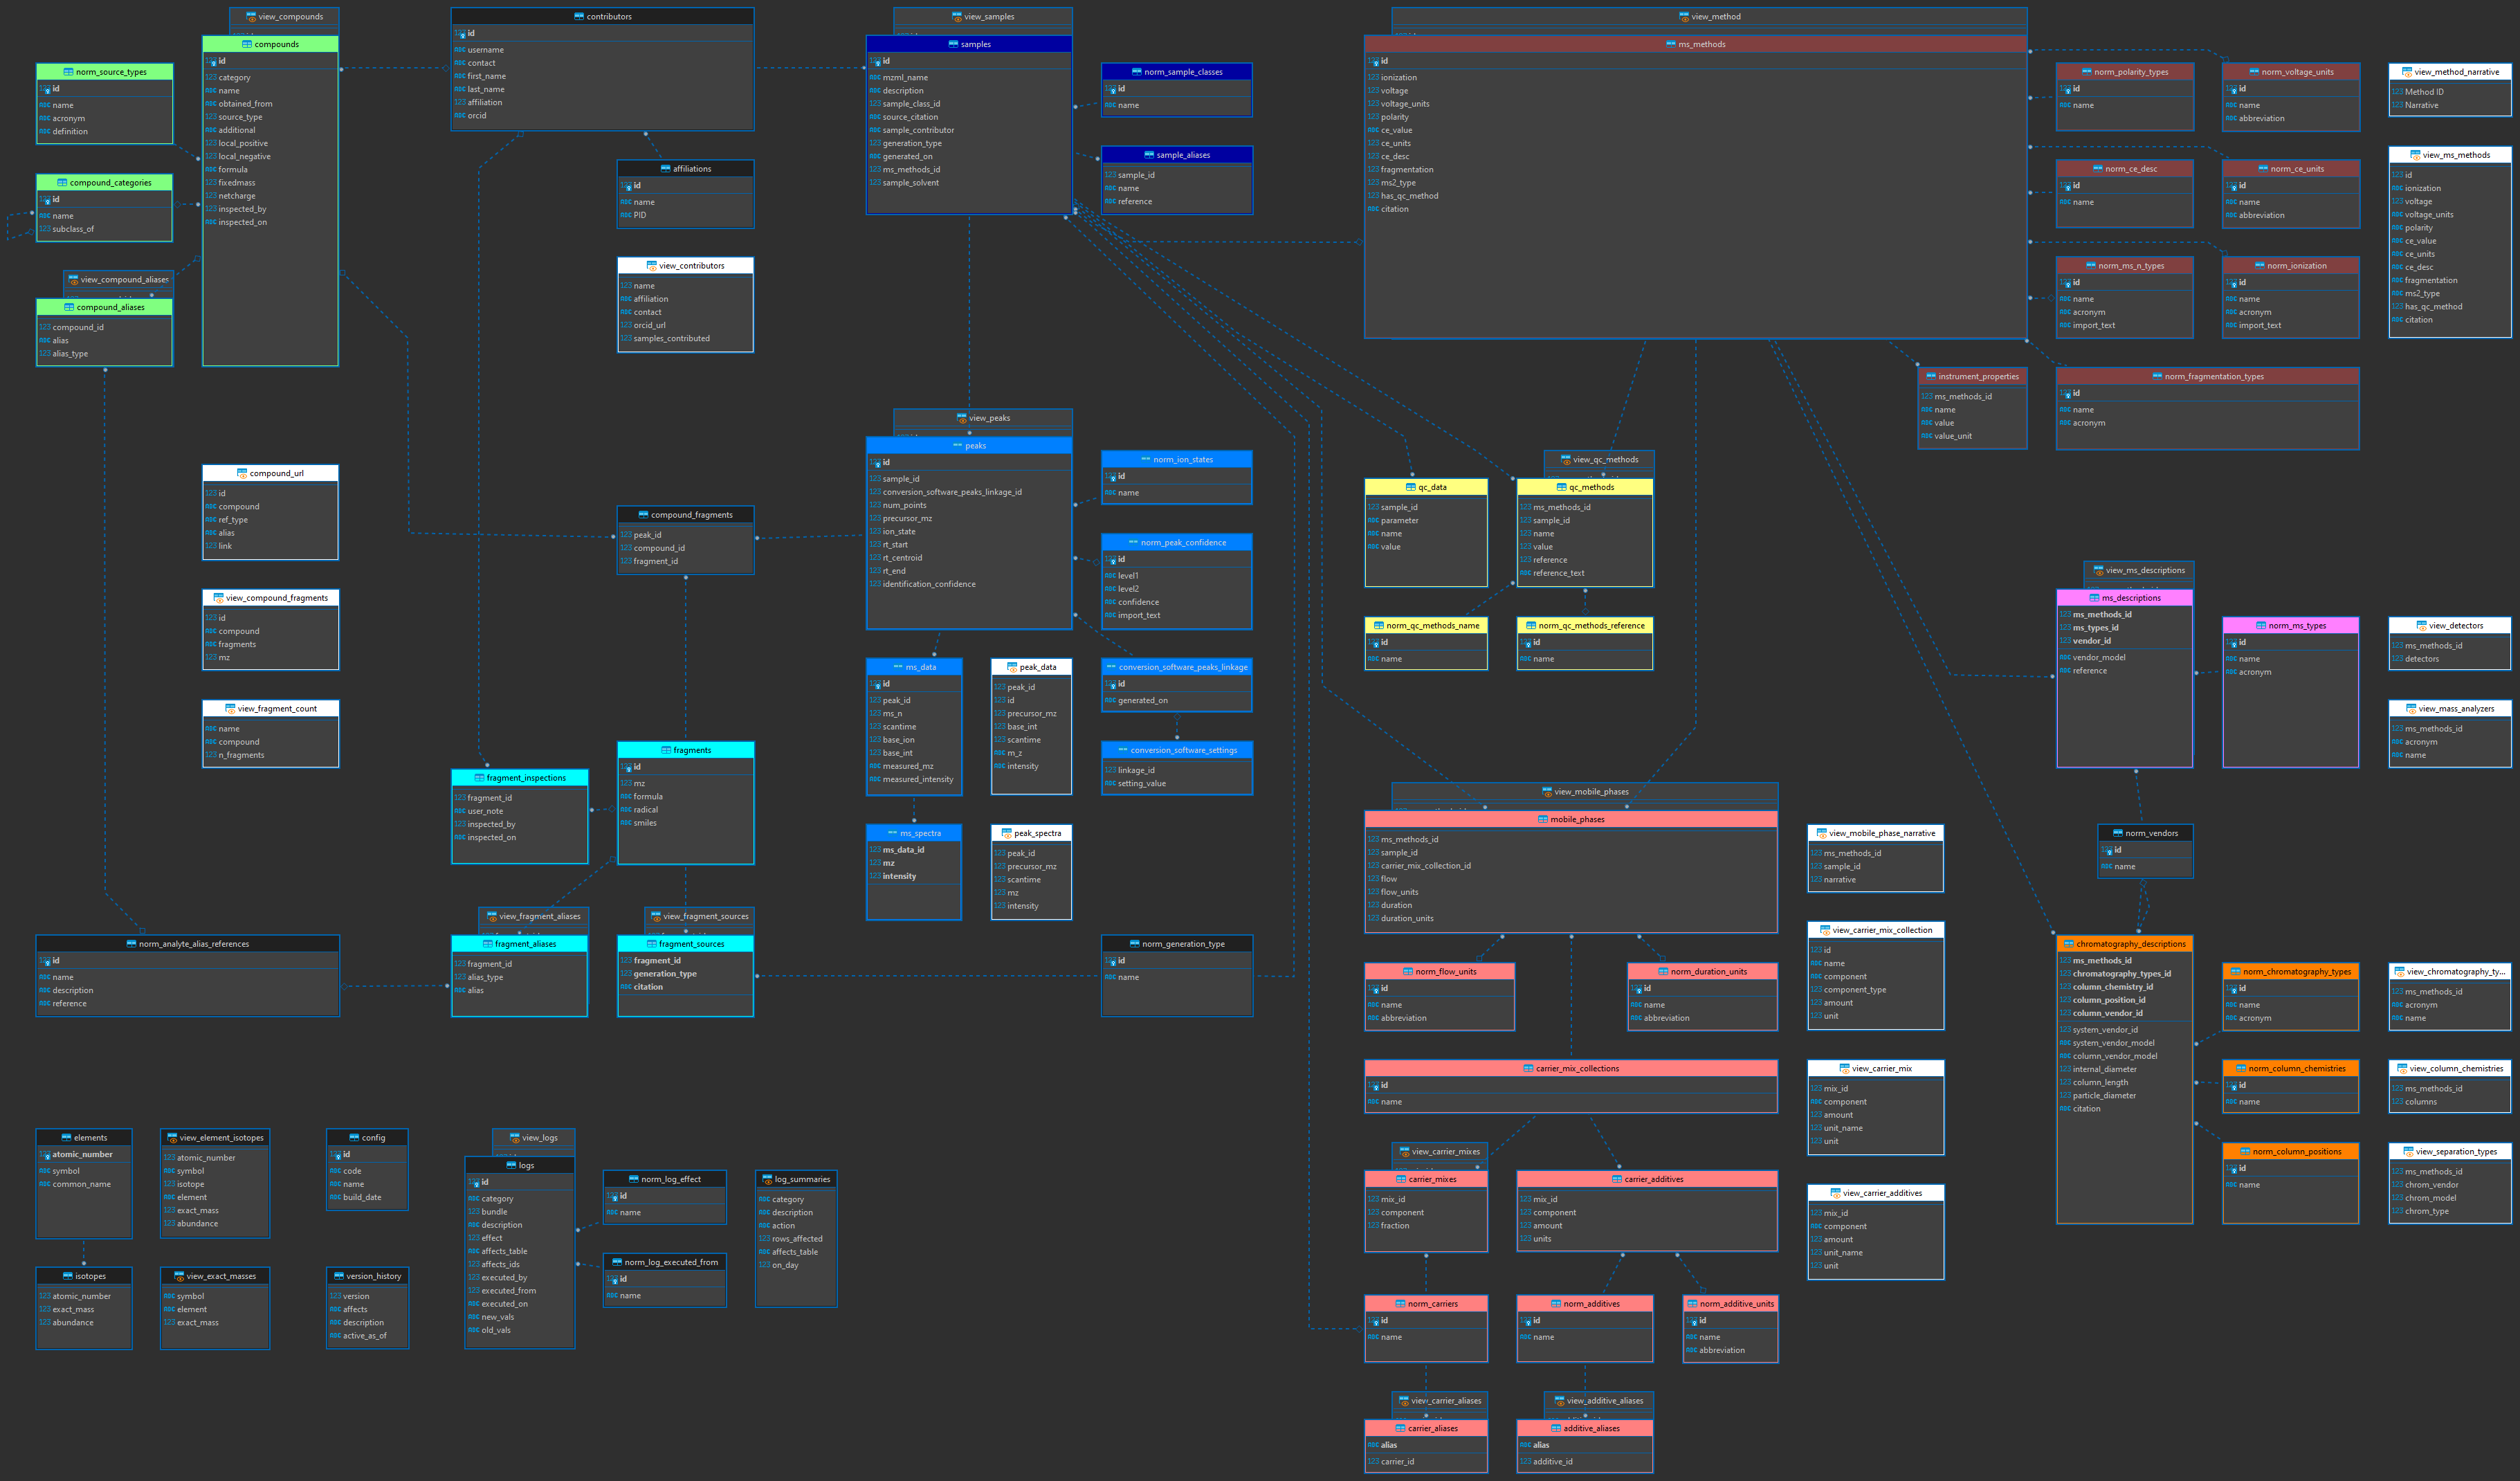 view_compounds
compounds
id
category
name
obtained_from
source_type
additional
local_positive
local_negative
formula
fixedmass
netcharge
inspected_by
inspected_on
norm_source_types
id
name
acronym
definition
compound_categories
id
name
subclass_of
view_compound_aliases
compound_aliases
compound_id
alias
alias_type
contributors
id
username
contact
first_name
last_name
affiliation
orcid
affiliations
id
name
PID
view_contributors
name
affiliation
contact
orcid_url
samples_contributed
view_samples
samples
id
mzml_name
description
sample_class_id
source_citation
sample_contributor
generation_type
generated_on
ms_methods_id
sample_solvent
norm_sample_classes
id
name
sample_aliases
sample_id
name
reference
view_method
ms_methods
id
ionization
voltage
voltage_units
polarity
ce_value
ce_units
ce_desc
fragmentation
ms2_type
has_qc_method
citation
norm_polarity_types
id
name
norm_voltage_units
id
name
abbreviation
view_method_narrative
Method ID
Narrative
norm_ce_desc
id
name
norm_ce_units
id
name
abbreviation
view_ms_methods
id
ionization
voltage
voltage_units
polarity
ce_value
ce_units
ce_desc
fragmentation
ms2_type
has_qc_method
citation
norm_ms_n_types
id
name
acronym
import_text
norm_ionization
id
name
acronym
import_text
instrument_properties
ms_methods_id
name
value
value_unit
norm_fragmentation_types
id
name
acronym
compound_url
id
compound
ref_type
alias
link
view_compound_fragments
id
compound
fragments
mz
view_fragment_count
name
compound
n_fragments
compound_fragments
peak_id
compound_id
fragment_id
view_peaks
peaks
id
sample_id
conversion_software_peaks_linkage_id
num_points
precursor_mz
ion_state
rt_start
rt_centroid
rt_end
identification_confidence
norm_ion_states
id
name
norm_peak_confidence
id
level1
level2
confidence
import_text
ms_data
id
peak_id
ms_n
scantime
base_ion
base_int
measured_mz
measured_intensity
peak_data
peak_id
id
precursor_mz
base_int
scantime
m_z
intensity
conversion_software_peaks_linkage
id
generated_on
conversion_software_settings
linkage_id
setting_value
ms_spectra
ms_data_id
mz
intensity
peak_spectra
peak_id
precursor_mz
scantime
mz
intensity
qc_data
sample_id
parameter
name
value
view_qc_methods
qc_methods
ms_methods_id
sample_id
name
value
reference
reference_text
norm_qc_methods_name
id
name
norm_qc_methods_reference
id
name
view_ms_descriptions
ms_descriptions
ms_methods_id
ms_types_id
vendor_id
vendor_model
reference
norm_ms_types
id
name
acronym
view_detectors
ms_methods_id
detectors
view_mass_analyzers
ms_methods_id
acronym
name
fragment_inspections
fragment_id
user_note
inspected_by
inspected_on
fragments
id
mz
formula
radical
smiles
view_fragment_aliases
fragment_aliases
fragment_id
alias_type
alias
view_fragment_sources
fragment_sources
fragment_id
generation_type
citation
norm_analyte_alias_references
id
name
description
reference
norm_generation_type
id
name
view_mobile_phases
mobile_phases
ms_methods_id
sample_id
carrier_mix_collection_id
flow
flow_units
duration
duration_units
norm_flow_units
id
name
abbreviation
norm_duration_units
id
name
abbreviation
view_mobile_phase_narrative
ms_methods_id
sample_id
narrative
view_carrier_mix_collection
id
name
component
component_type
amount
unit
norm_vendors
id
name
chromatography_descriptions
ms_methods_id
chromatography_types_id
column_chemistry_id
column_position_id
column_vendor_id
system_vendor_id
system_vendor_model
column_vendor_model
internal_diameter
column_length
particle_diameter
citation
norm_chromatography_types
id
name
acronym
view_chromatography_ty...
ms_methods_id
acronym
name
norm_column_chemistries
id
name
view_column_chemistries
ms_methods_id
columns
norm_column_positions
id
name
view_separation_types
ms_methods_id
chrom_vendor
chrom_model
chrom_type
carrier_mix_collections
id
name
view_carrier_mix
mix_id
component
amount
unit_name
unit
view_carrier_mixes
carrier_mixes
mix_id
component
fraction
carrier_additives
mix_id
component
amount
units
view_carrier_additives
mix_id
component
amount
unit_name
unit
norm_carriers
id
name
norm_additives
id
name
norm_additive_units
id
name
abbreviation
view_carrier_aliases
carrier_aliases
alias
carrier_id
view_additive_aliases
additive_aliases
alias
additive_id
elements
atomic_number
symbol
common_name
view_element_isotopes
atomic_number
symbol
isotope
element
exact_mass
abundance
config
id
code
name
build_date
view_logs
logs
id
category
bundle
description
effect
affects_table
affects_ids
executed_by
executed_from
executed_on
new_vals
old_vals
norm_log_effect
id
name
log_summaries
category
description
action
rows_affected
affects_table
on_day
norm_log_executed_from
id
name
isotopes
atomic_number
exact_mass
abundance
view_exact_masses
symbol
element
exact_mass
version_history
version
affects
description
active_as_of